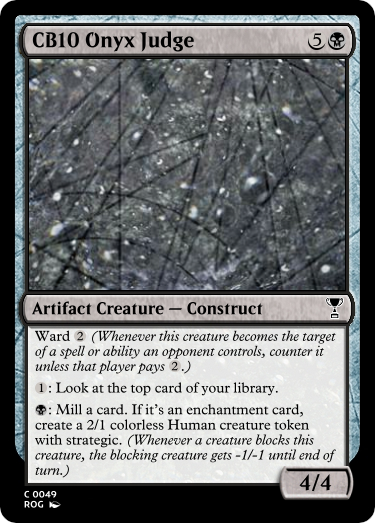 CB10 Onyx Judge 5
Artifact Creature — Construct
Ward 2 (Whenever this creature becomes the target
of a spell or ability an opponent controls, counter it
unless that player pays 2.)
1: Look at the top card of your library.
: Mill a card. If it's an enchantment card,
create a 2/1 colorless Human creature token
with strategic. (Whenever a creature blocks this
creature, the blocking creature gets -1/-1 until end of
turn.)
4/4
C 0049
ROG